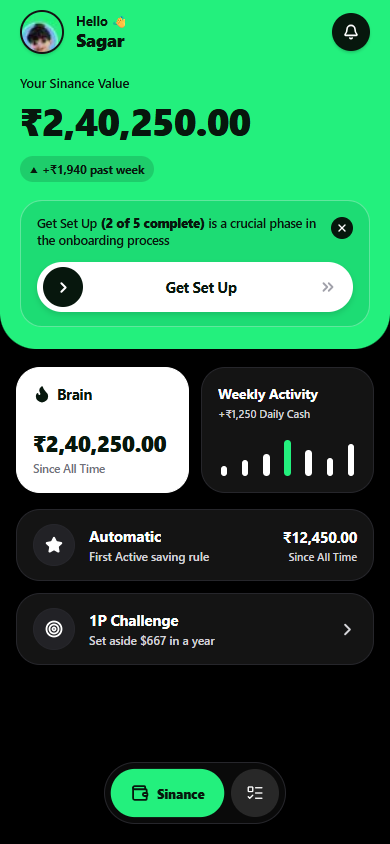 Hello 👋
Sagar
Your Sinance Value
₹2,40,250.00
▲ +₹1,940 past week
Get Set Up (2 of 5 complete) is a crucial phase in
the onboarding process
Get Set Up
Brain
₹2,40,250.00
Since All Time
Weekly Activity
+₹1,250 Daily Cash
Automatic
First Active saving rule
₹12,450.00
Since All Time
1P Challenge
Set aside $667 in a year
Sinance